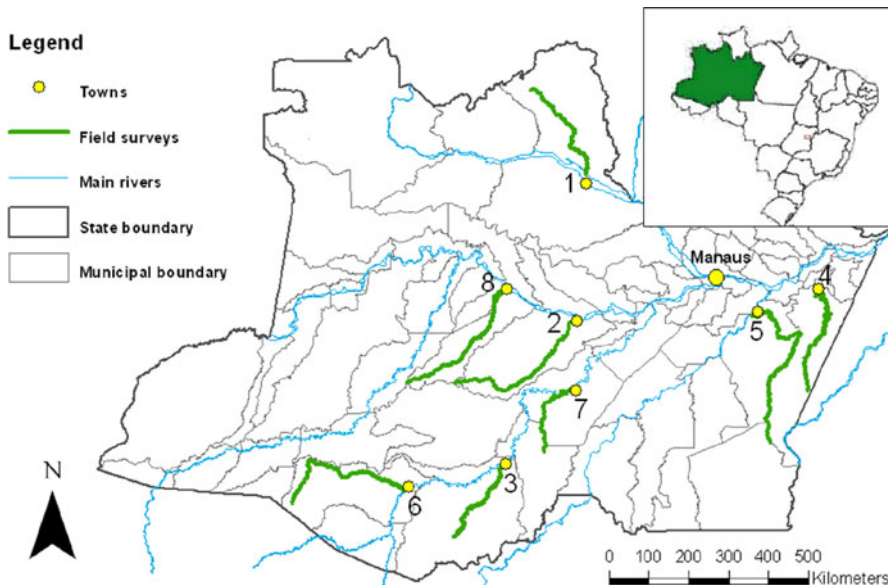 Legend
Towns
Field surveys
Main rivers
State boundary
Municipal boundary
1
Manaus
8
4
2
5
7
3
6
N
0 100 200 300 400 500
Kilometers